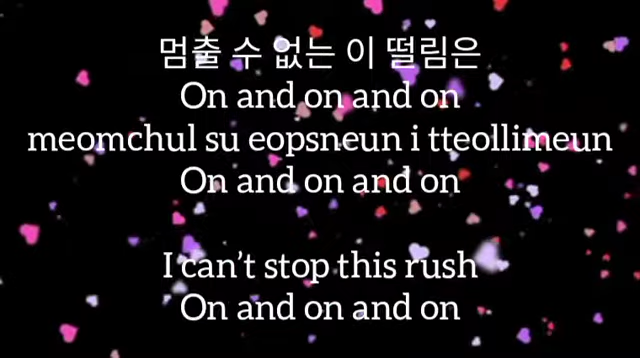 멈출 수 없는 이 떨림은
On and on and on
meomchul su eopsneun i tteollimeun
On and on and on
I can't stop this rush
On and on and on